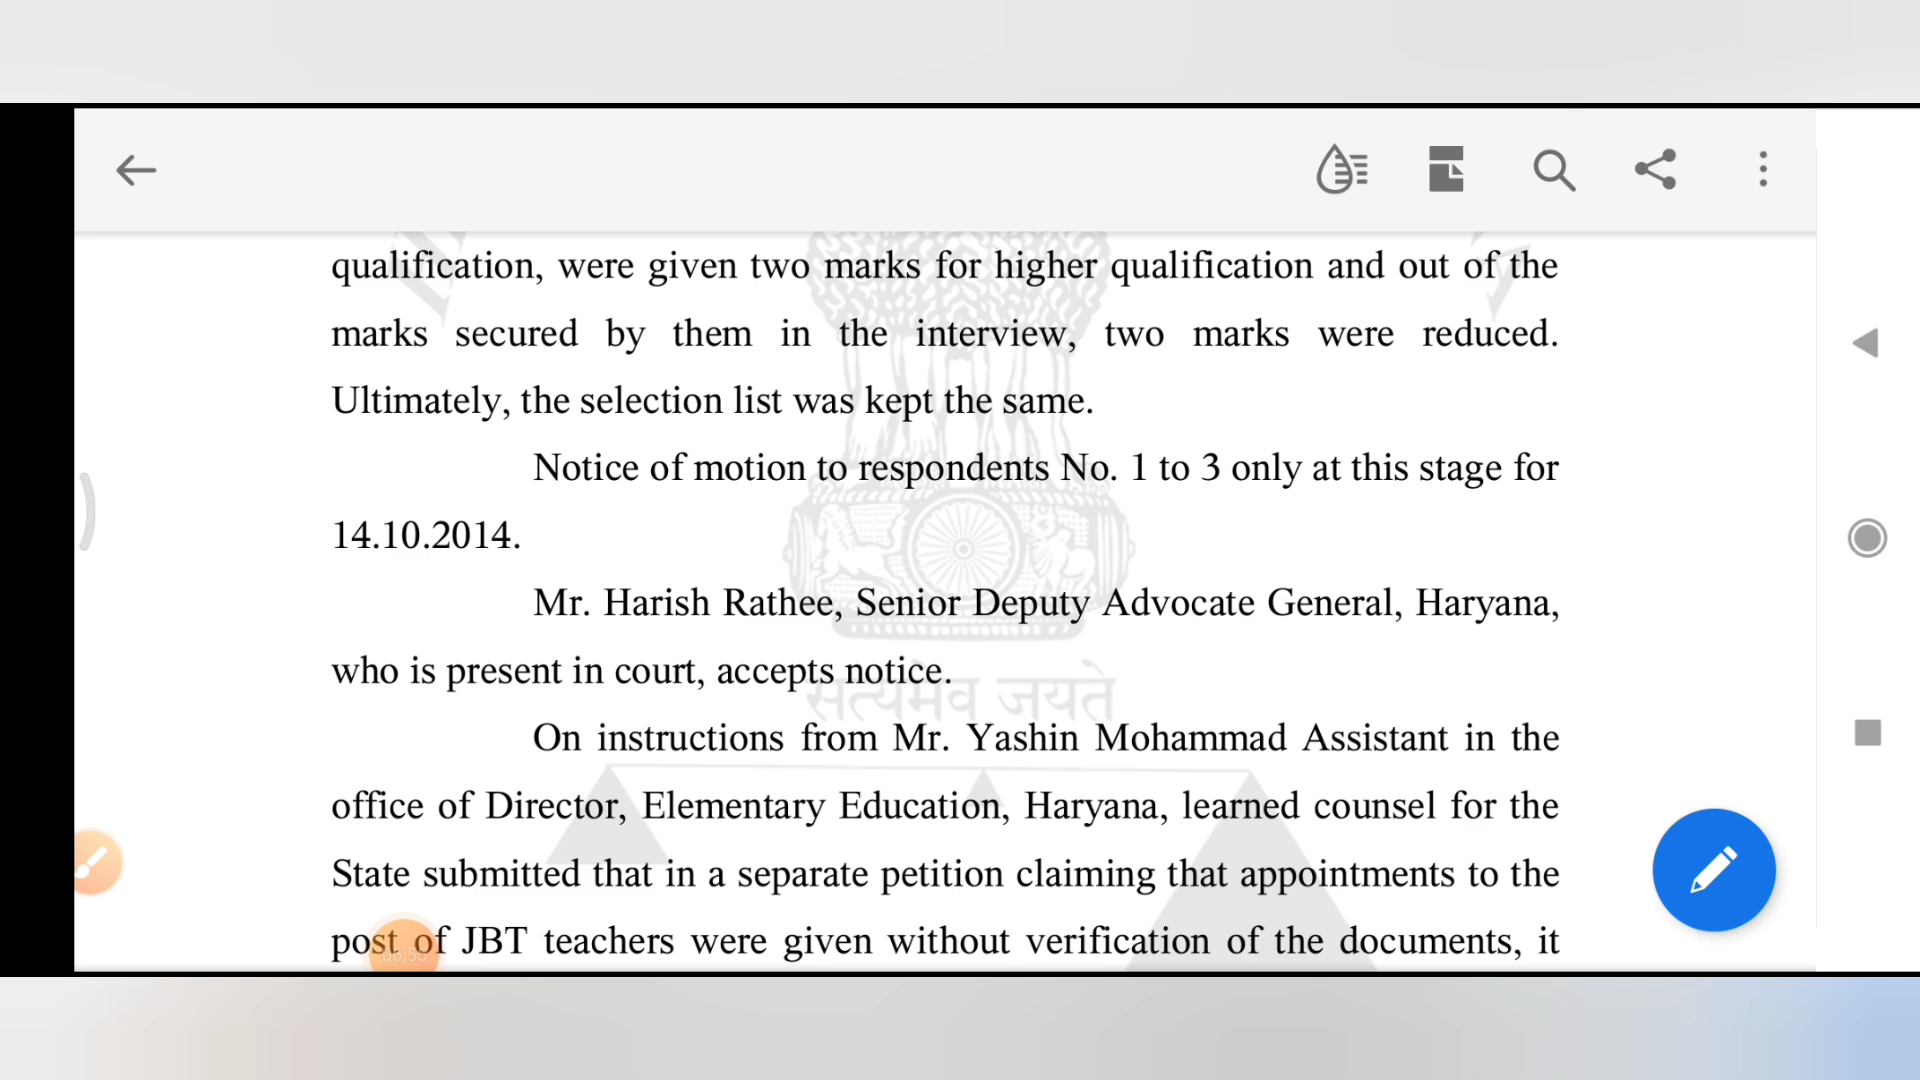 qualification, were given two marks for higher qualification and out of the
marks secured by them in the interview, two marks were reduced.
Ultimately, the selection list was kept the same.
Notice of motion to respondents No. 1 to 3 only at this stage for
14.10.2014.
Mr. Harish Rathee, Senior Deputy Advocate General, Haryana,
who is present in court, accepts notice.
सत्यमेव जयते
On instructions from Mr. Yashin Mohammad Assistant in the
office of Director, Elementary Education, Haryana, learned counsel for the
State submitted that in a separate petition claiming that appointments to the
post of JBT teachers were given without verification of the documents, it